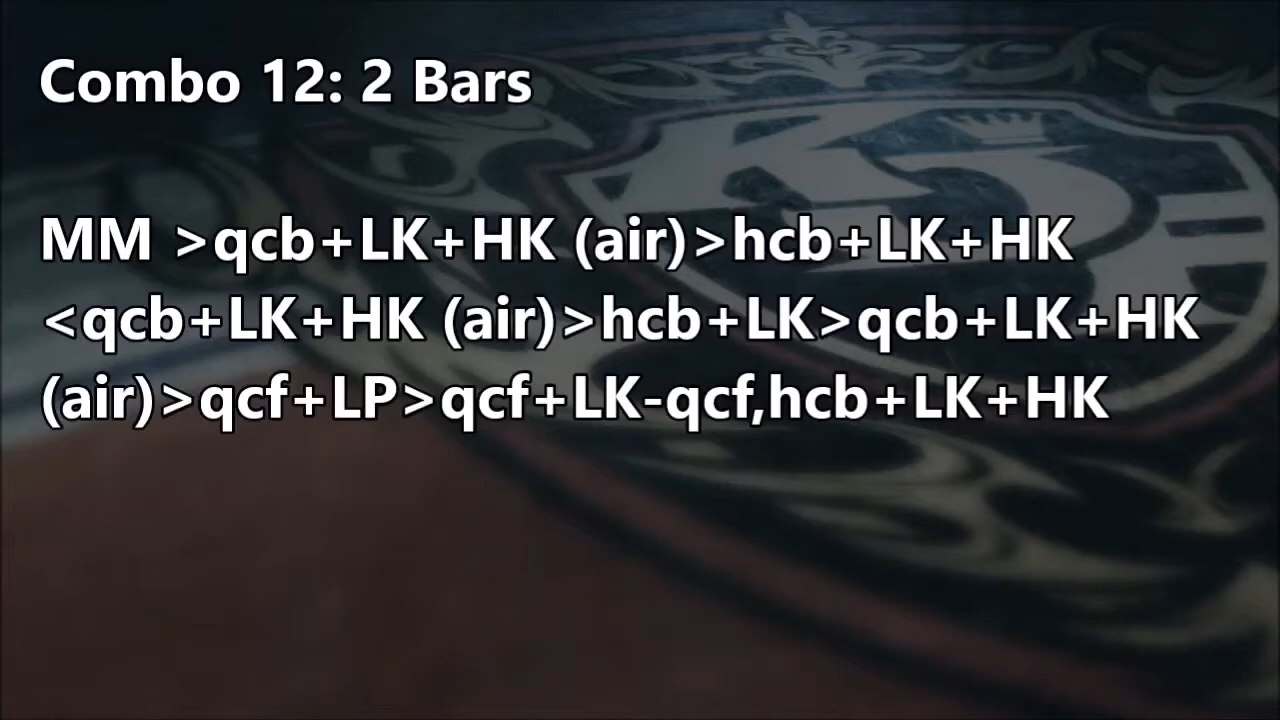 Combo 12: 2 Bars
MM >qcb+LK+HK (air)>hcb+LK+HK
<qcb+LK+HK (air)>hcb+LK>qcb+LK+HK
(air)>qcf+LP>qcf+LK-qcf,hcb+LK+HK